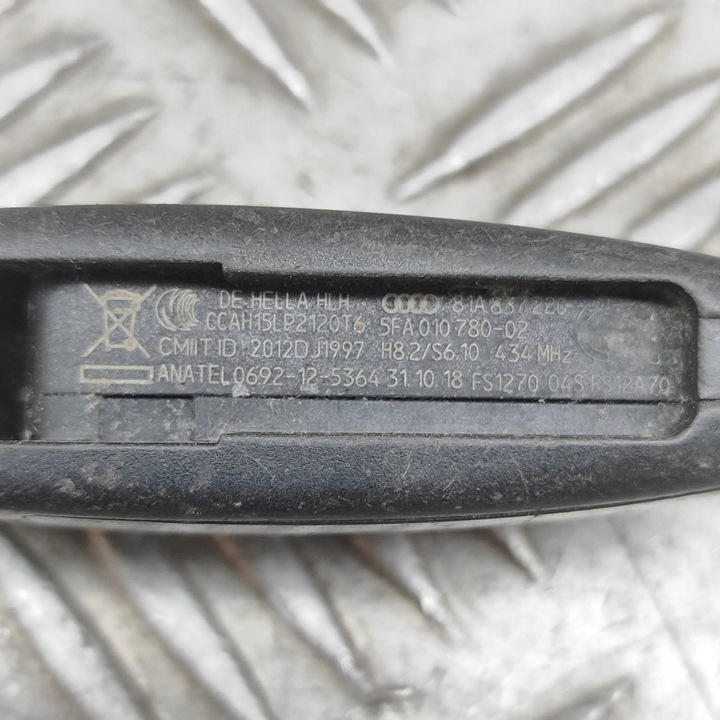 DE HELLA HLH 81A 837 220
CCAH15LP2120T6 5FA 010 780-02
CMIIT ID: 2012DJ1997 H8.2/S6.10 434 MHz
ANATEL 0692-12-5364 31.10.18 FS1270 04S FS12A70